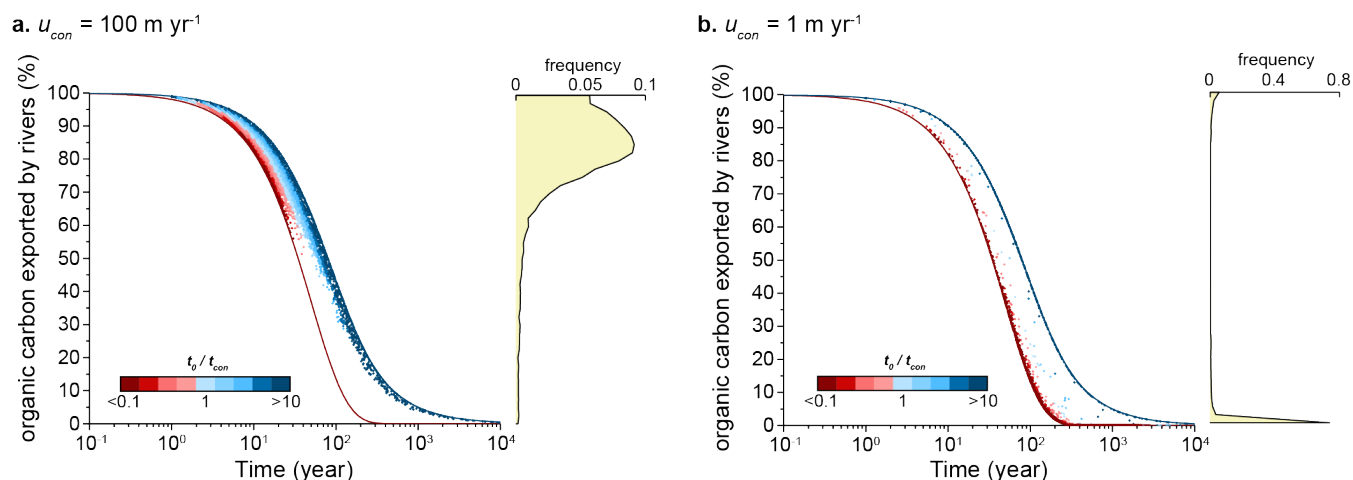 a. u_con = 100 m yr⁻¹
frequency
0 0.05 0.1
organic carbon exported by rivers (%)
100
90
80
70
60
50
40
30
20
10
0
t₀ / t_con
<0.1 1 >10
10⁻¹ 10⁰ 10¹ 10² 10³ 10⁴
Time (year)
b. u_con = 1 m yr⁻¹
frequency
0 0.4 0.8
organic carbon exported by rivers (%)
100
90
80
70
60
50
40
30
20
10
0
t₀ / t_con
<0.1 1 >10
10⁻¹ 10⁰ 10¹ 10² 10³ 10⁴
Time (year)